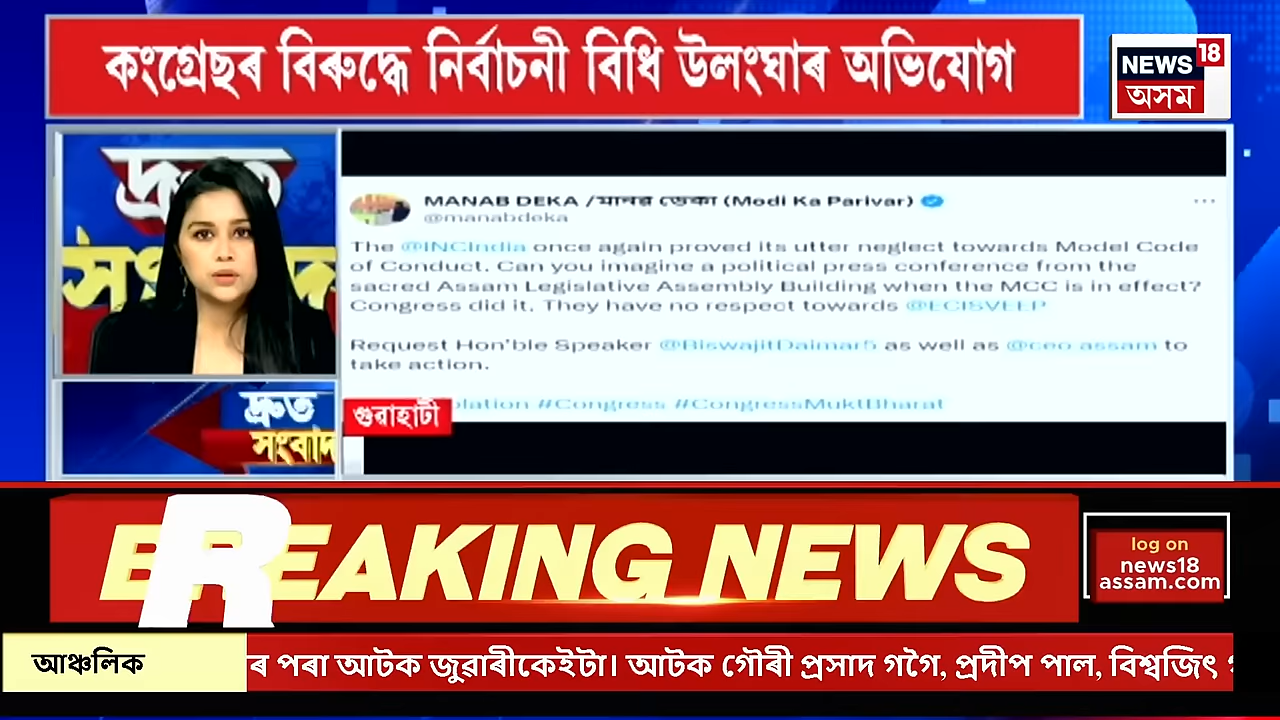 কংগ্ৰেছৰ বিৰুদ্ধে নিৰ্বাচনী বিধি উলংঘাৰ অভিযোগ
NEWS 18
অসম
দ্ৰুত
MANAB DEKA /মানৱ ডেকা (Modi Ka Parivar)
@manabdeka
The @INCIndia once again proved its utter neglect towards Model Code
of Conduct. Can you imagine a political press conference from the
sacred Assam Legislative Assembly Building when the MCC is in effect?
Congress did it. They have no respect towards @ECISVEEP
Request Hon'ble Speaker @BiswajitDaimar5 as well as @ceo_assam to
take action.
olation #Congress #CongressMuktBharat
গুৱাহাটী
দ্ৰুত
সংবাদ
BREAKING NEWS
log on
news18
assam.com
আঞ্চলিক
ৰ পৰা আটক জুৱাৰীকেইটা। আটক গৌৰী প্ৰসাদ গগৈ, প্ৰদীপ পাল, বিশ্বজিৎ